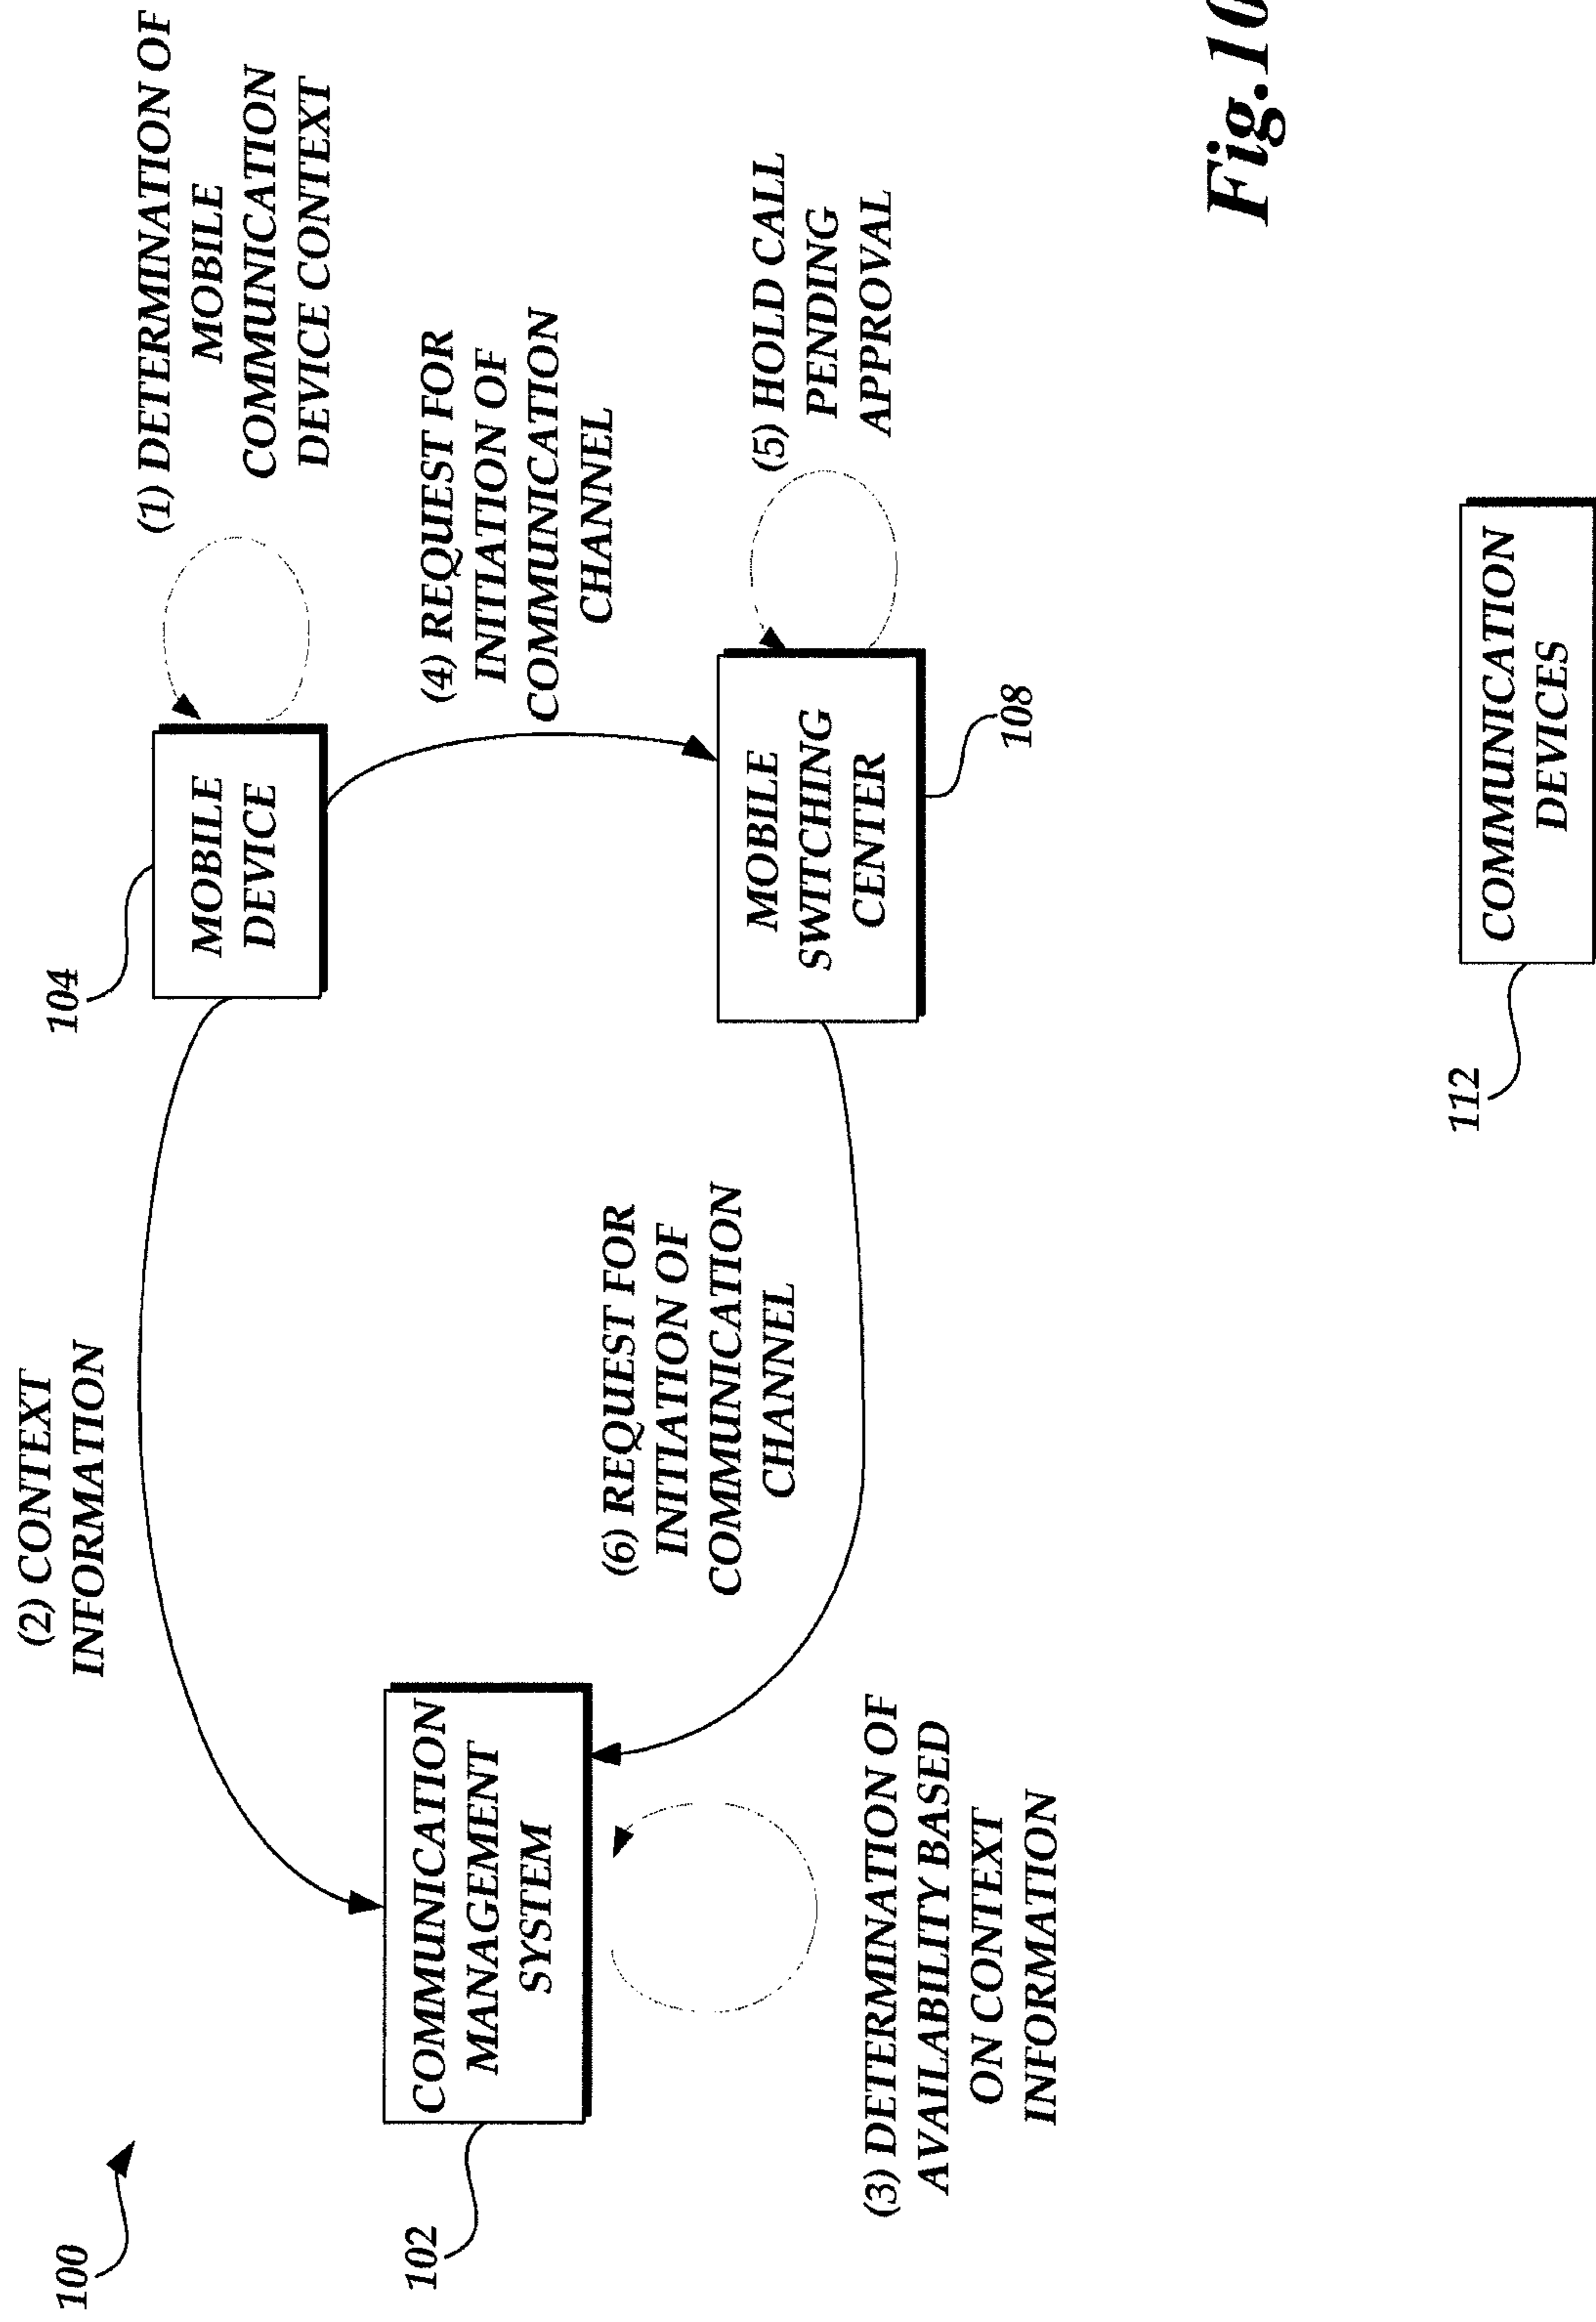 100
(2) CONTEXT
INFORMATION
104
(1) DETERMINATION OF
MOBILE
COMMUNICATION
DEVICE CONTEXT
MOBILE
DEVICE
102
COMMUNICATION
MANAGEMENT
SYSTEM
(4) REQUEST FOR
INITIATION OF
COMMUNICATION
CHANNEL
(6) REQUEST FOR
INITIATION OF
COMMUNICATION
CHANNEL
MOBILE
SWITCHING
CENTER
(5) HOLD CALL
PENDING
APPROVAL
(3) DETERMINATION OF
AVAILABILITY BASED
ON CONTEXT
INFORMATION
108
Fig.10
112
COMMUNICATION
DEVICES